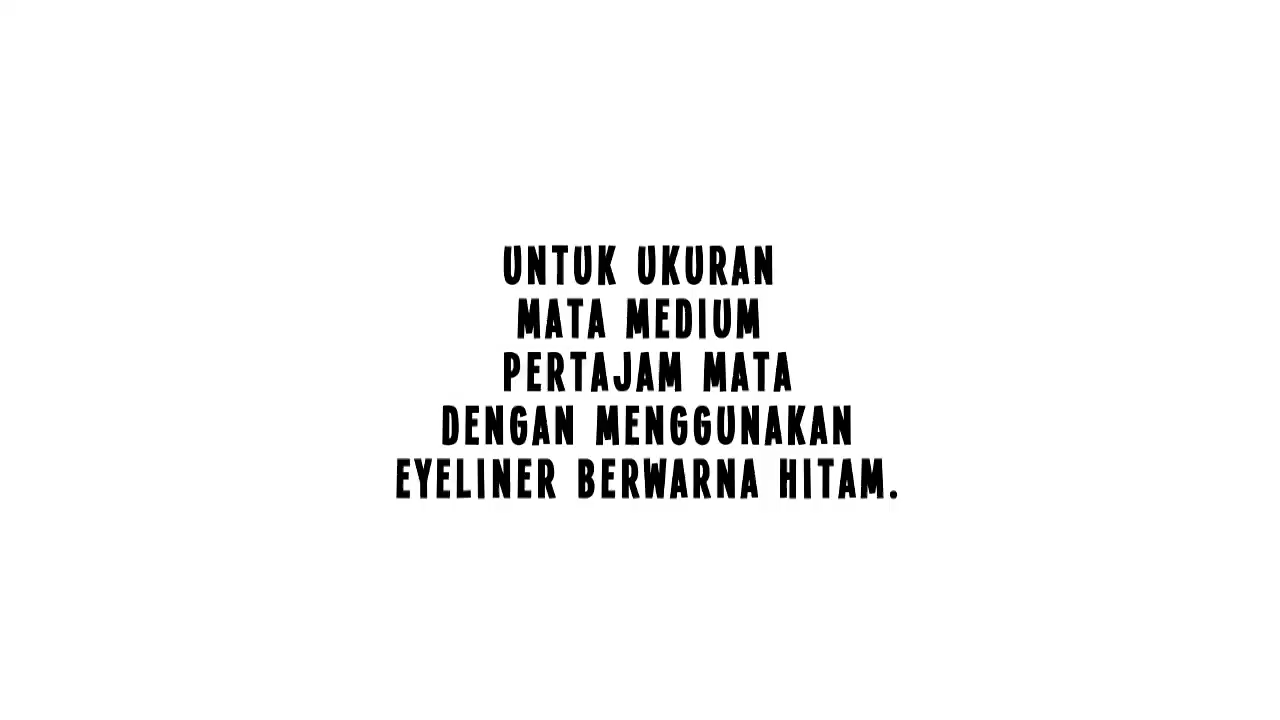 UNTUK UKURAN
MATA MEDIUM
PERTAJAM MATA
DENGAN MENGGUNAKAN
EYELINER BERWARNA HITAM.